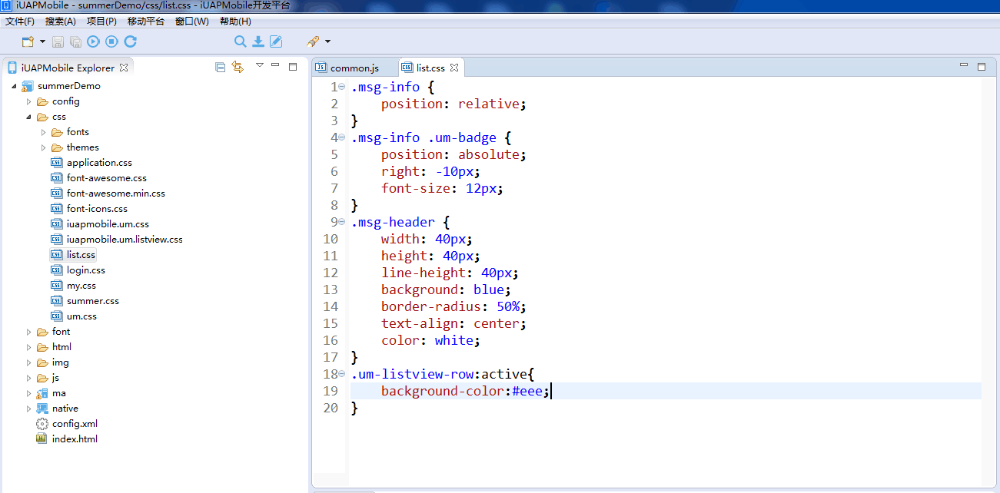 iUAPMobile - summerDemo/css/list.css - iUAPMobile开发平台
文件(F) 搜索(A) 项目(P) 移动平台 窗口(W) 帮助(H)
iUAPMobile Explorer
summerDemo
config
css
fonts
themes
application.css
font-awesome.css
font-awesome.min.css
font-icons.css
iuapmobile.um.css
iuapmobile.um.listview.css
list.css
login.css
my.css
summer.css
um.css
font
html
img
js
ma
native
config.xml
index.html
common.js list.css
1 .msg-info {
2 position: relative;
3 }
4 .msg-info .um-badge {
5 position: absolute;
6 right: -10px;
7 font-size: 12px;
8 }
9 .msg-header {
10 width: 40px;
11 height: 40px;
12 line-height: 40px;
13 background: blue;
14 border-radius: 50%;
15 text-align: center;
16 color: white;
17 }
18 .um-listview-row:active{
19 background-color:#eee;
20 }